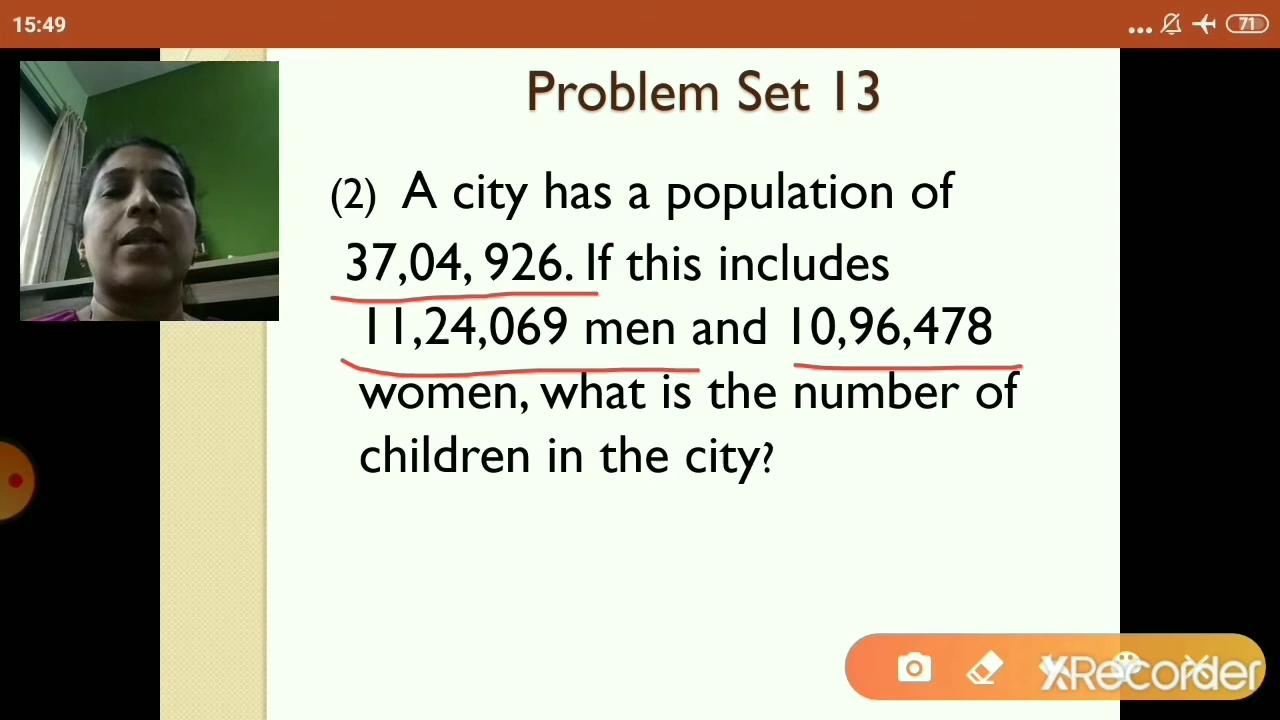 15:49
71
Problem Set 13
(2) A city has a population of
37,04, 926. If this includes
11,24,069 men and 10,96,478
women, what is the number of
children in the city?
XRecorder